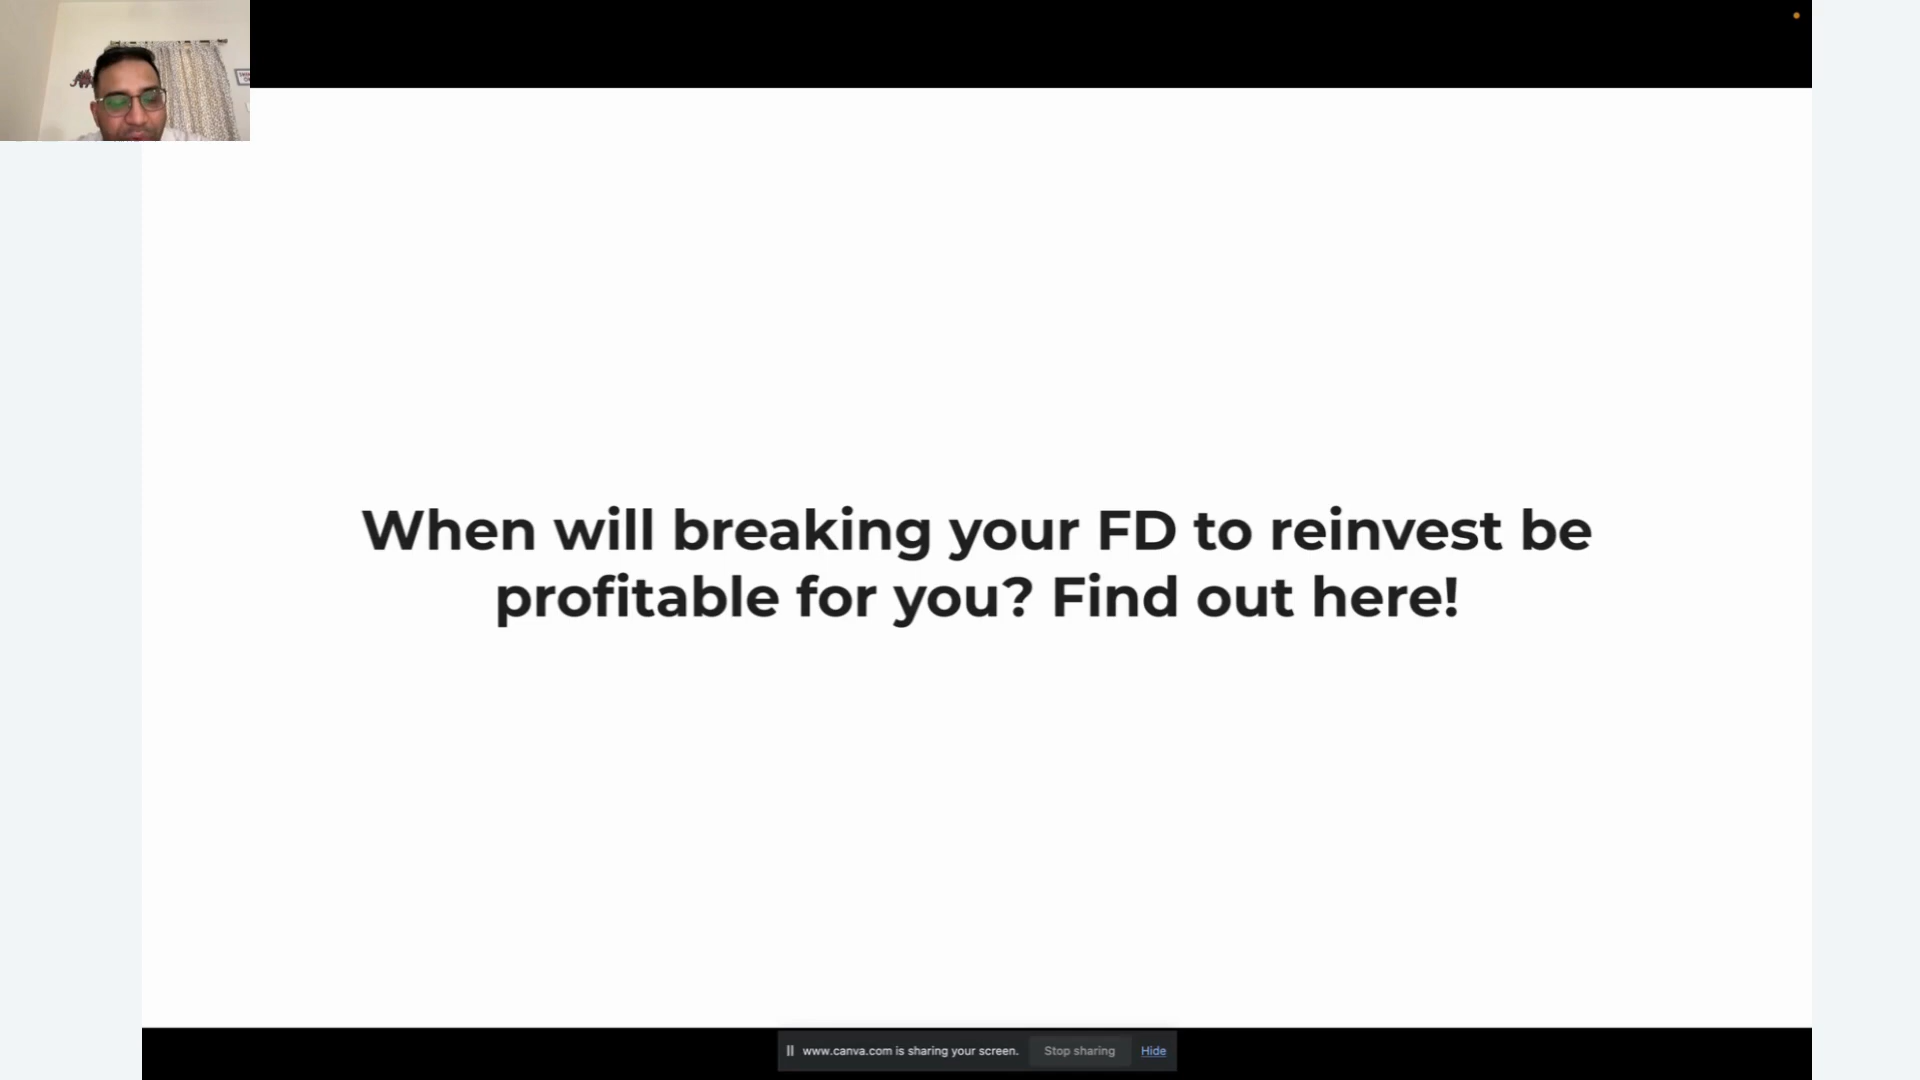 When will breaking your FD to reinvest be
profitable for you? Find out here!
www.canva.com is sharing your screen. Stop sharing Hide